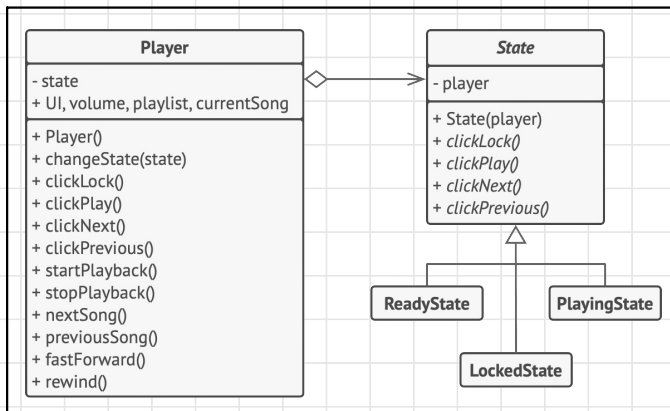 Player
- state
+ UI, volume, playlist, currentSong
+ Player()
+ changeState(state)
+ clickLock()
+ clickPlay()
+ clickNext()
+ clickPrevious()
+ startPlayback()
+ stopPlayback()
+ nextSong()
+ previousSong()
+ fastForward()
+ rewind()
State
- player
+ State(player)
+ clickLock()
+ clickPlay()
+ clickNext()
+ clickPrevious()
ReadyState
PlayingState
LockedState